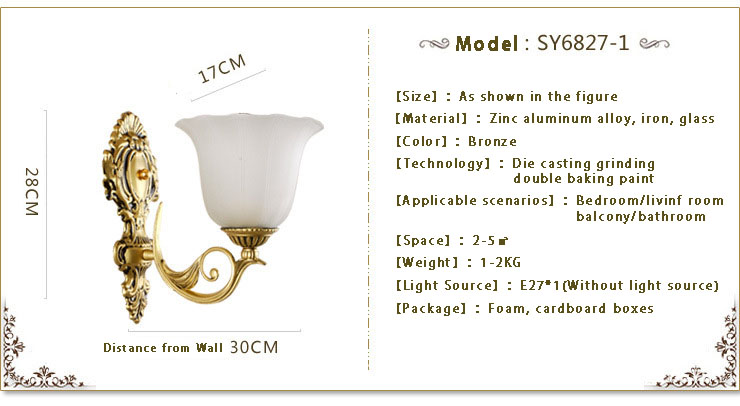 17CM
28CM
Distance from Wall 30CM
Model : SY6827-1
[Size] : As shown in the figure
[Material] : Zinc aluminum alloy, iron, glass
[Color] : Bronze
[Technology] : Die casting grinding
double baking paint
[Applicable scenarios] : Bedroom/livinf room
balcony/bathroom
[Space] : 2-5㎡
[Weight] : 1-2KG
[Light Source] : E27*1(Without light source)
[Package] : Foam, cardboard boxes